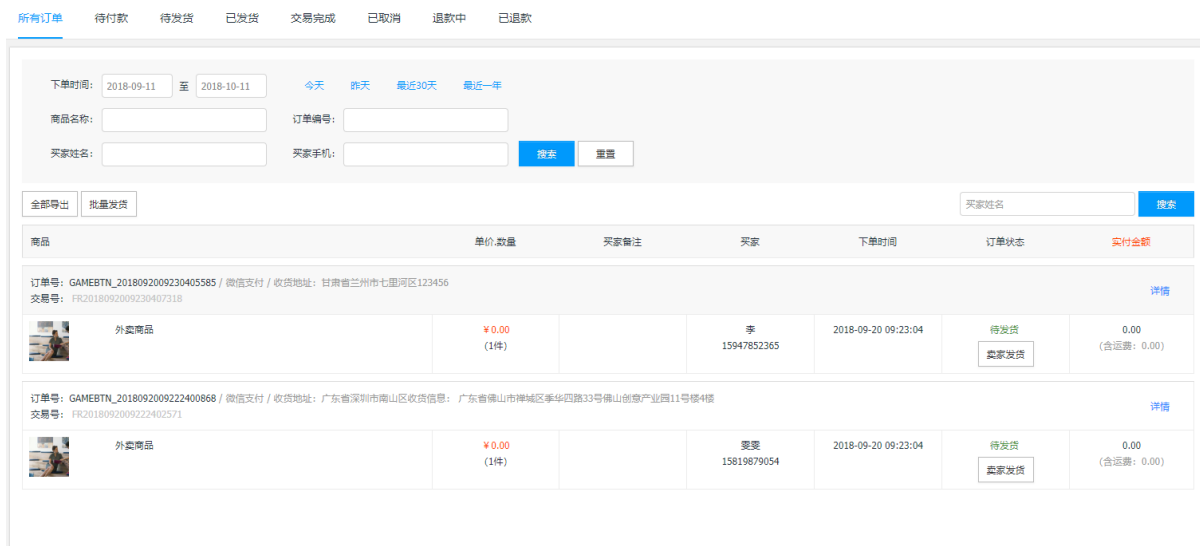 所有订单 待付款 待发货 已发货 交易完成 已取消 退款中 已退款
下单时间： 2018-09-11 至 2018-10-11 今天 昨天 最近30天 最近一年
商品名称： 订单编号：
买家姓名： 买家手机： 搜索 重置
全部导出 批量发货 买家姓名 搜索
商品 单价.数量 买家备注 买家 下单时间 订单状态 实付金额
订单号：GAMEBTN_2018092009230405585 / 微信支付 / 收货地址：甘肃省兰州市七里河区123456
详情
交易号： FR2018092009230407318
外卖商品 ¥ 0.00 李 2018-09-20 09:23:04 待发货 0.00
(1件) 15947852365 卖家发货 (含运费：0.00)
订单号：GAMEBTN_2018092009222400868 / 微信支付 / 收货地址：广东省深圳市南山区收货信息： 广东省佛山市禅城区季华四路33号佛山创意产业园11号楼4楼
详情
交易号： FR2018092009222402571
外卖商品 ¥ 0.00 雯雯 2018-09-20 09:23:04 待发货 0.00
(1件) 15819879054 卖家发货 (含运费：0.00)